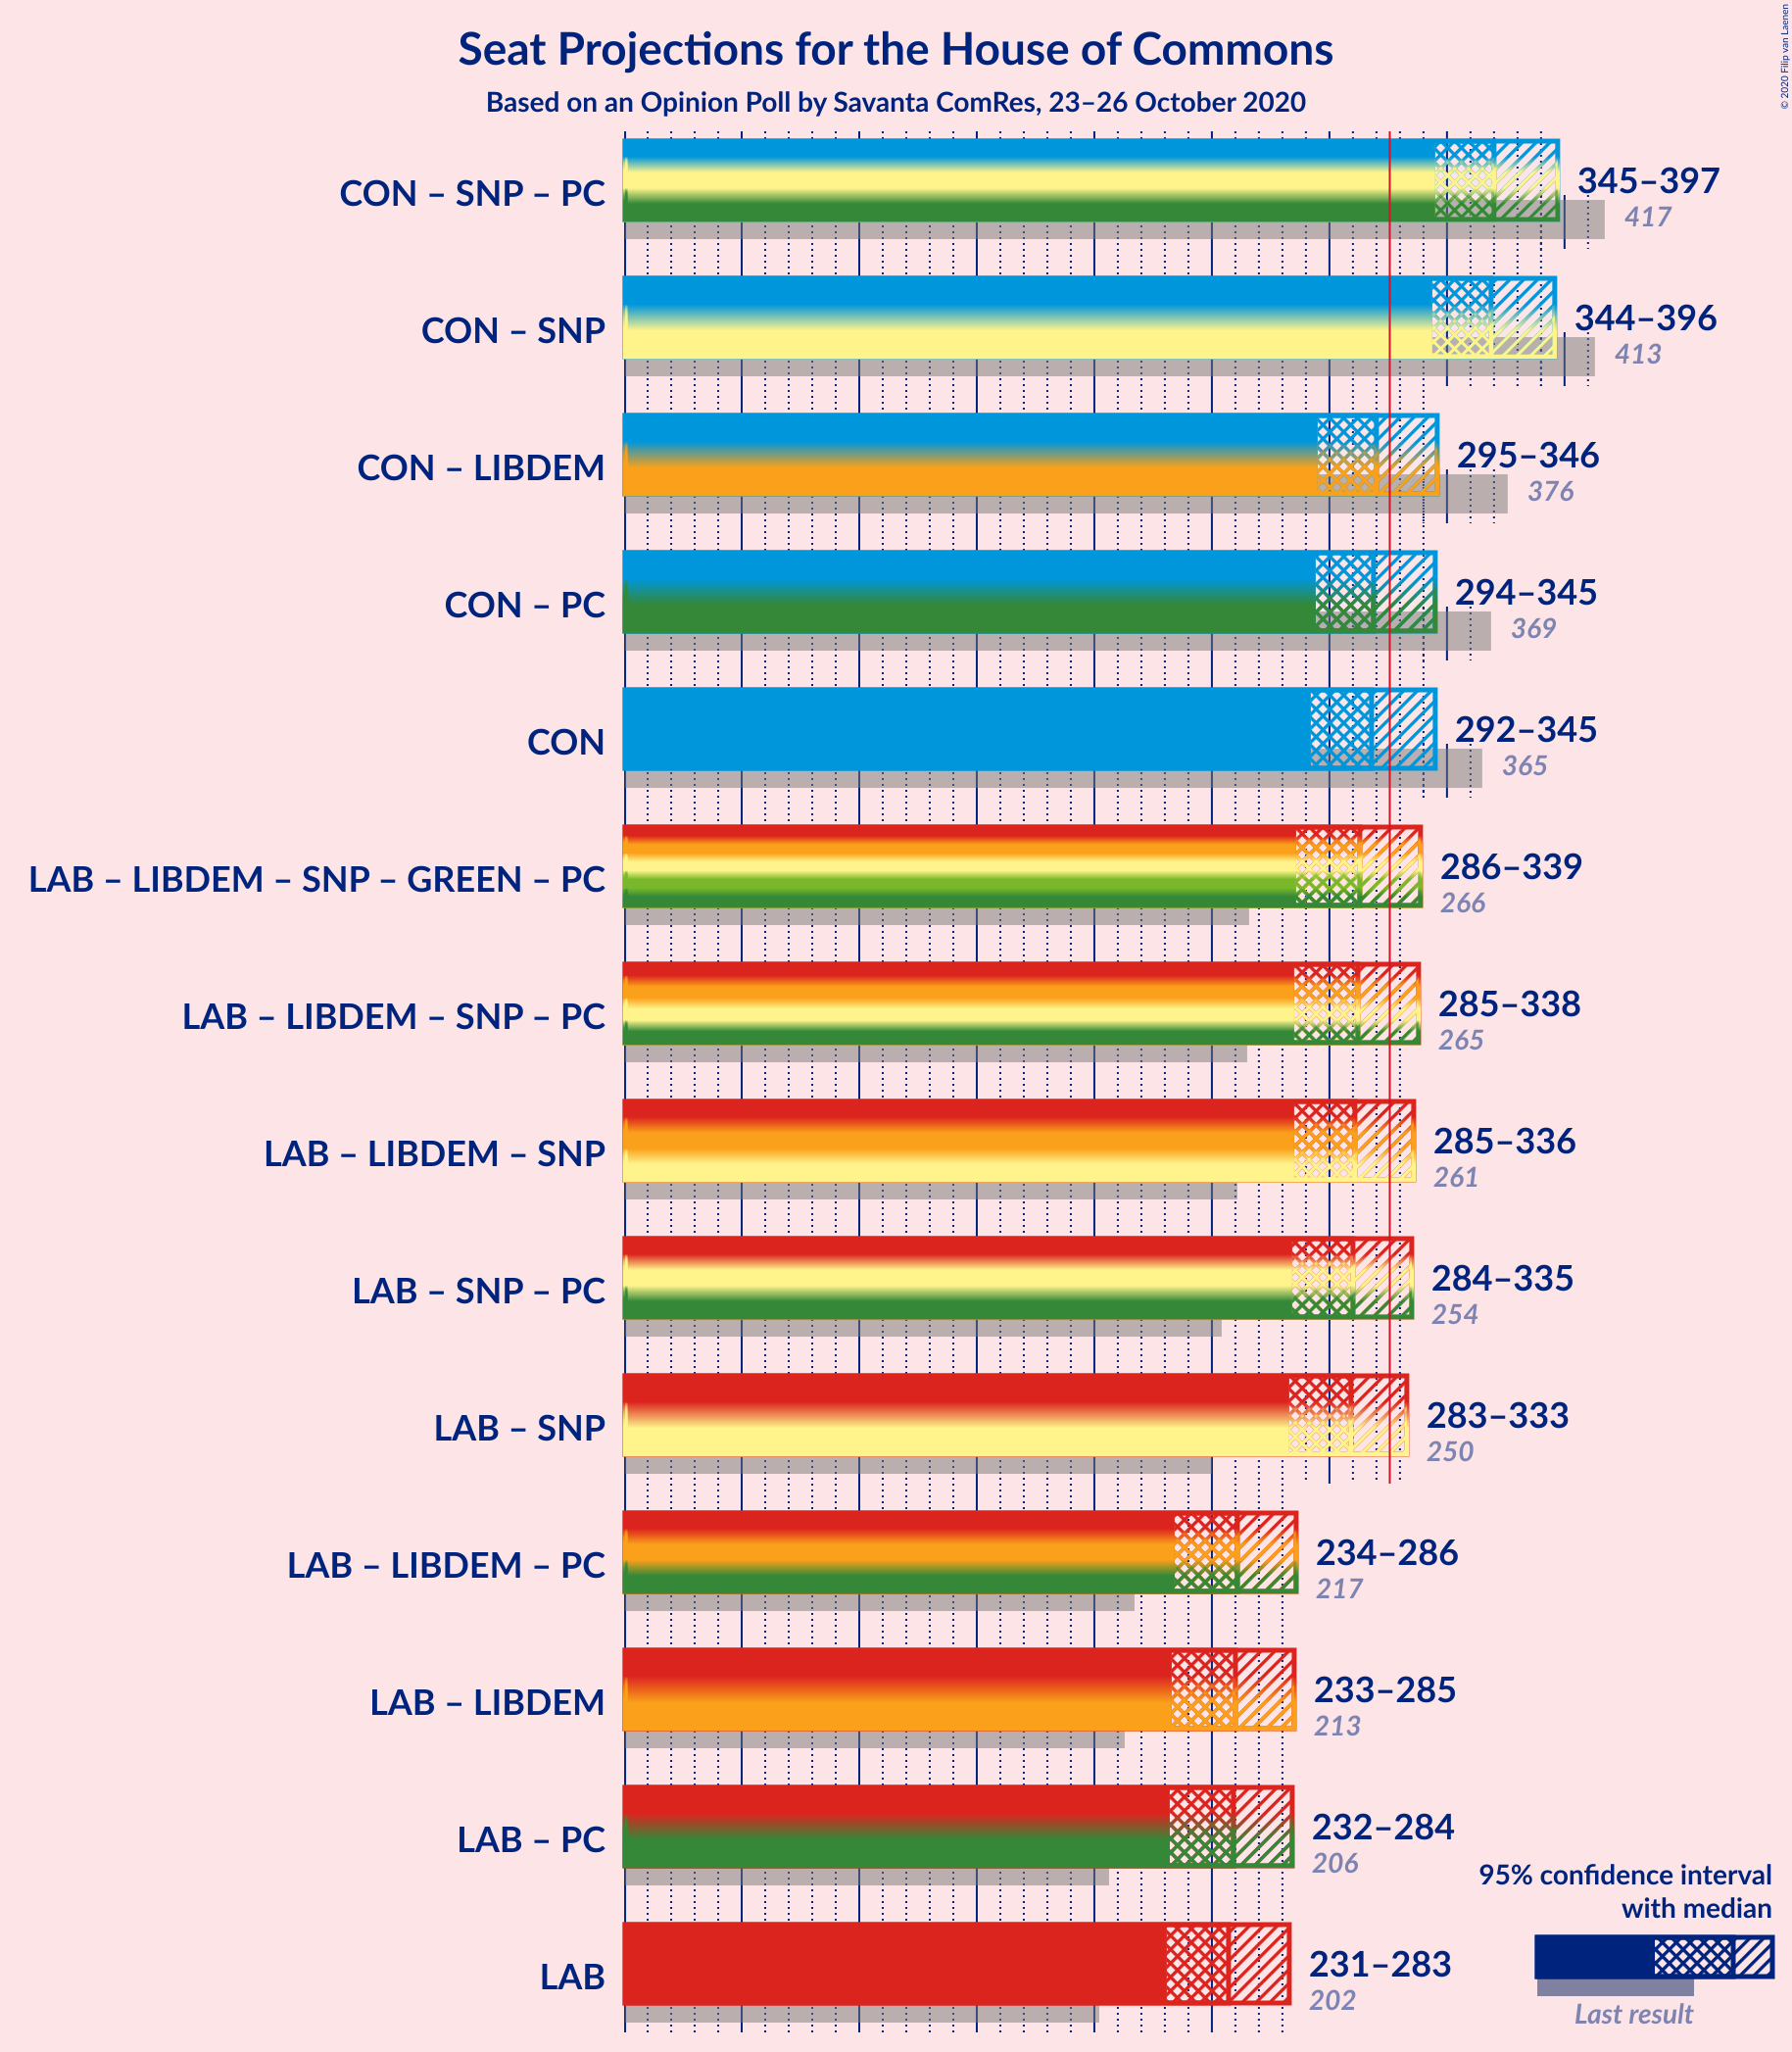 Seat Projections for the House of Commons
Based on an Opinion Poll by Savanta ComRes, 23–26 October 2020
© 2020 Filip van Laenen
CON – SNP – PC
345–397
417
CON – SNP
344–396
413
CON – LIBDEM
295–346
376
CON – PC
294–345
369
CON
292–345
365
LAB – LIBDEM – SNP – GREEN – PC
286–339
266
LAB – LIBDEM – SNP – PC
285–338
265
LAB – LIBDEM – SNP
285–336
261
LAB – SNP – PC
284–335
254
LAB – SNP
283–333
250
LAB – LIBDEM – PC
234–286
217
LAB – LIBDEM
233–285
213
LAB – PC
232–284
206
LAB
231–283
202
95% confidence interval
with median
Last result